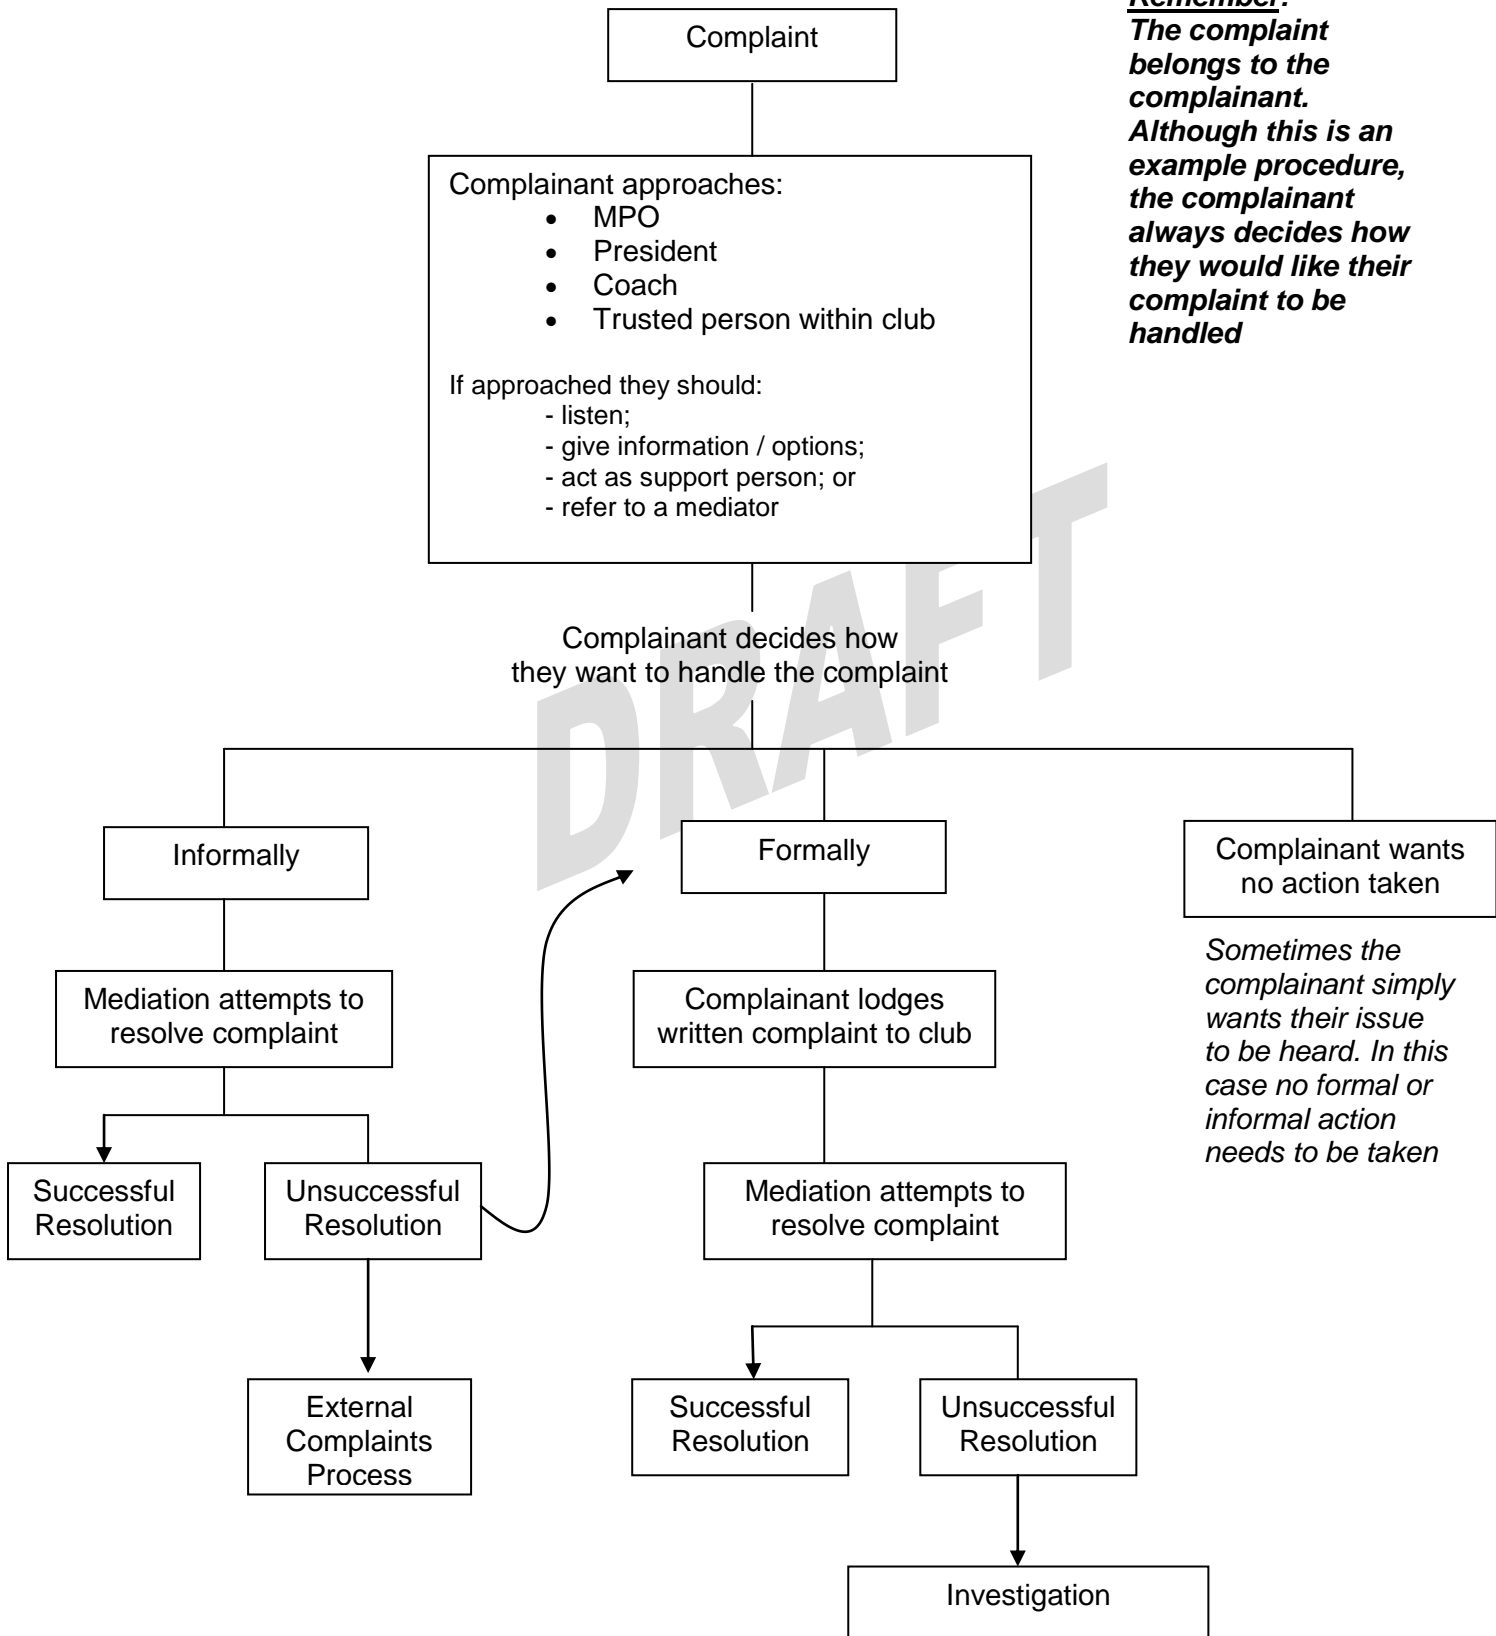 Complaint
Remember:
The complaint
belongs to the
complainant.
Although this is an
example procedure,
the complainant
always decides how
they would like their
complaint to be
handled
Complainant approaches:
• MPO
• President
• Coach
• Trusted person within club
If approached they should:
- listen;
- give information / options;
- act as support person; or
- refer to a mediator
DRAFT
Complainant decides how
they want to handle the complaint
Informally
Formally
Complainant wants
no action taken
Sometimes the
complainant simply
wants their issue
to be heard. In this
case no formal or
informal action
needs to be taken
Mediation attempts to
resolve complaint
Complainant lodges
written complaint to club
Successful
Resolution
Unsuccessful
Resolution
Mediation attempts to
resolve complaint
External
Complaints
Process
Successful
Resolution
Unsuccessful
Resolution
Investigation